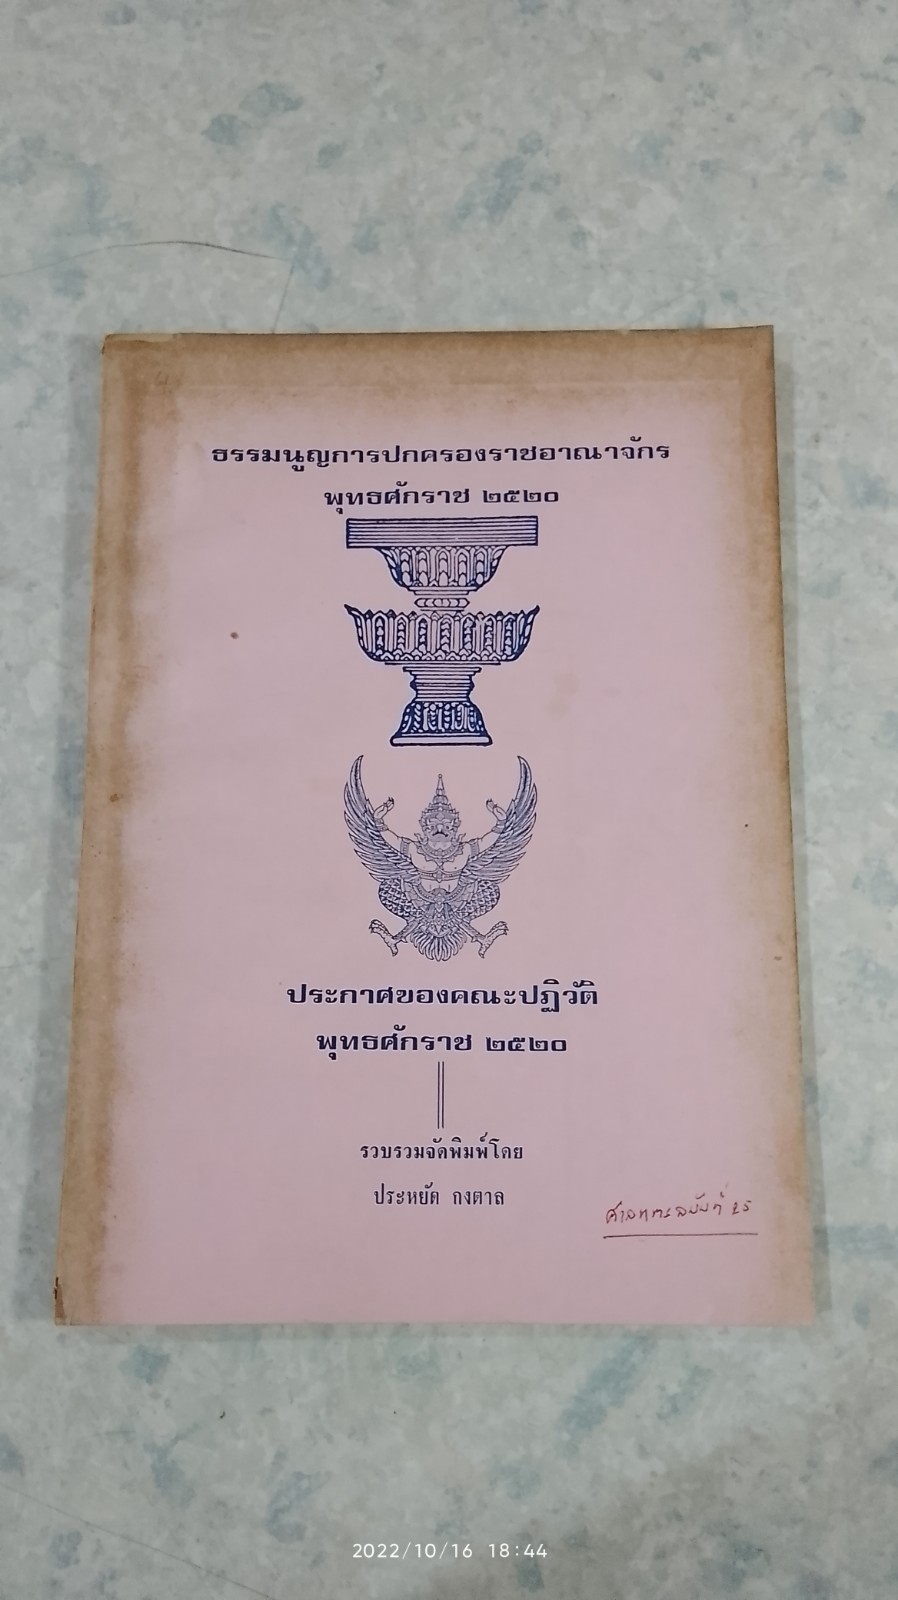 ธรรมนูญการปกครองราชอาณาจักร
พุทธศักราช ๒๕๒๐
ประกาศของคณะปฏิวัติ
พุทธศักราช ๒๕๒๐
รวบรวมจัดพิมพ์โดย
ประหยัด กงตาล
2022/10/16 18:44